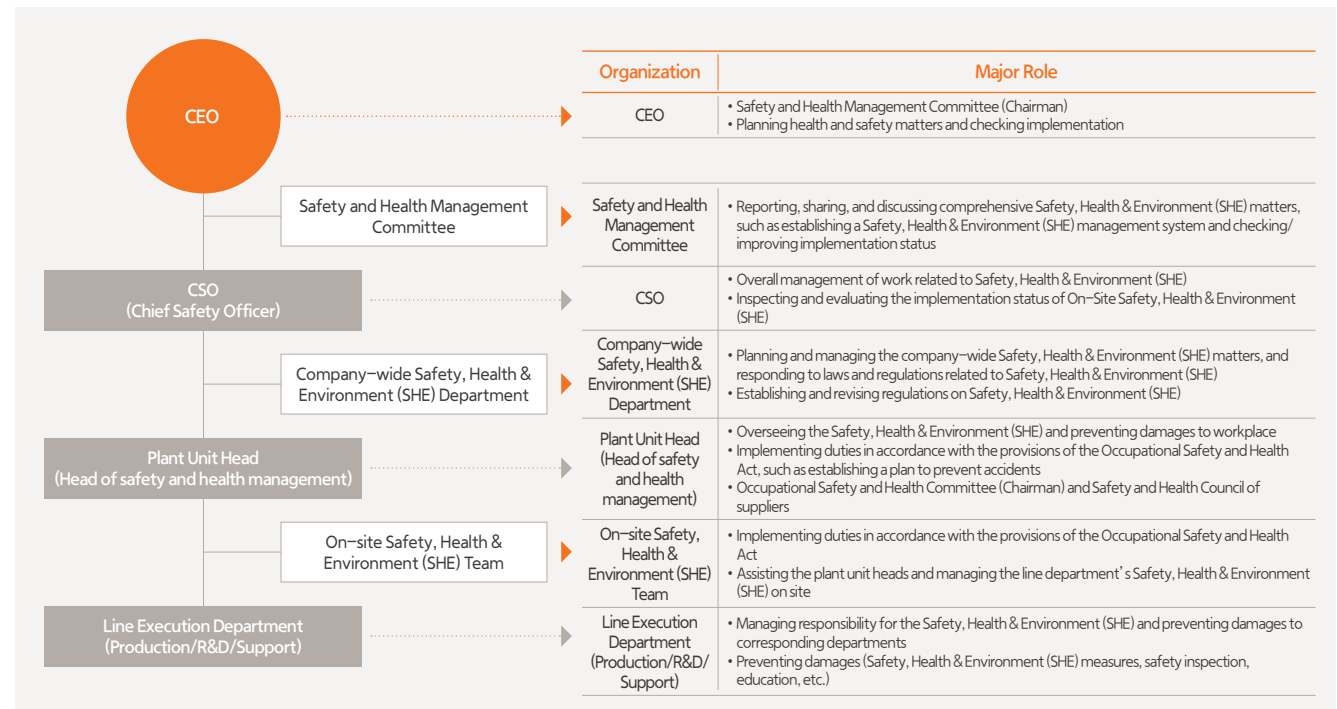 CEO
Safety and Health Management
Committee
CSO
(Chief Safety Officer)
Company-wide Safety, Health &
Environment (SHE) Department
Plant Unit Head
(Head of safety and health management)
On-site Safety, Health &
Environment (SHE) Team
Line Execution Department
(Production/R&D/Support)
Organization
Major Role
CEO
• Safety and Health Management Committee (Chairman)
• Planning health and safety matters and checking implementation
Safety and Health
Management
Committee
• Reporting, sharing, and discussing comprehensive Safety, Health & Environment (SHE) matters,
such as establishing a Safety, Health & Environment (SHE) management system and checking/
improving implementation status
CSO
• Overall management of work related to Safety, Health & Environment (SHE)
• Inspecting and evaluating the implementation status of On-Site Safety, Health & Environment
(SHE)
Company-wide
Safety, Health &
Environment (SHE)
Department
• Planning and managing the company-wide Safety, Health & Environment (SHE) matters, and
responding to laws and regulations related to Safety, Health & Environment (SHE)
• Establishing and revising regulations on Safety, Health & Environment (SHE)
Plant Unit Head
(Head of safety
and health
management)
• Overseeing the Safety, Health & Environment (SHE) and preventing damages to workplace
• Implementing duties in accordance with the provisions of the Occupational Safety and Health
Act, such as establishing a plan to prevent accidents
• Occupational Safety and Health Committee (Chairman) and Safety and Health Council of
suppliers
On-site Safety,
Health &
Environment (SHE)
Team
• Implementing duties in accordance with the provisions of the Occupational Safety and Health
Act
• Assisting the plant unit heads and managing the line department's Safety, Health & Environment
(SHE) on site
Line Execution
Department
(Production/R&D/
Support)
• Managing responsibility for the Safety, Health & Environment (SHE) and preventing damages to
corresponding departments
• Preventing damages (Safety, Health & Environment (SHE) measures, safety inspection,
education, etc.)